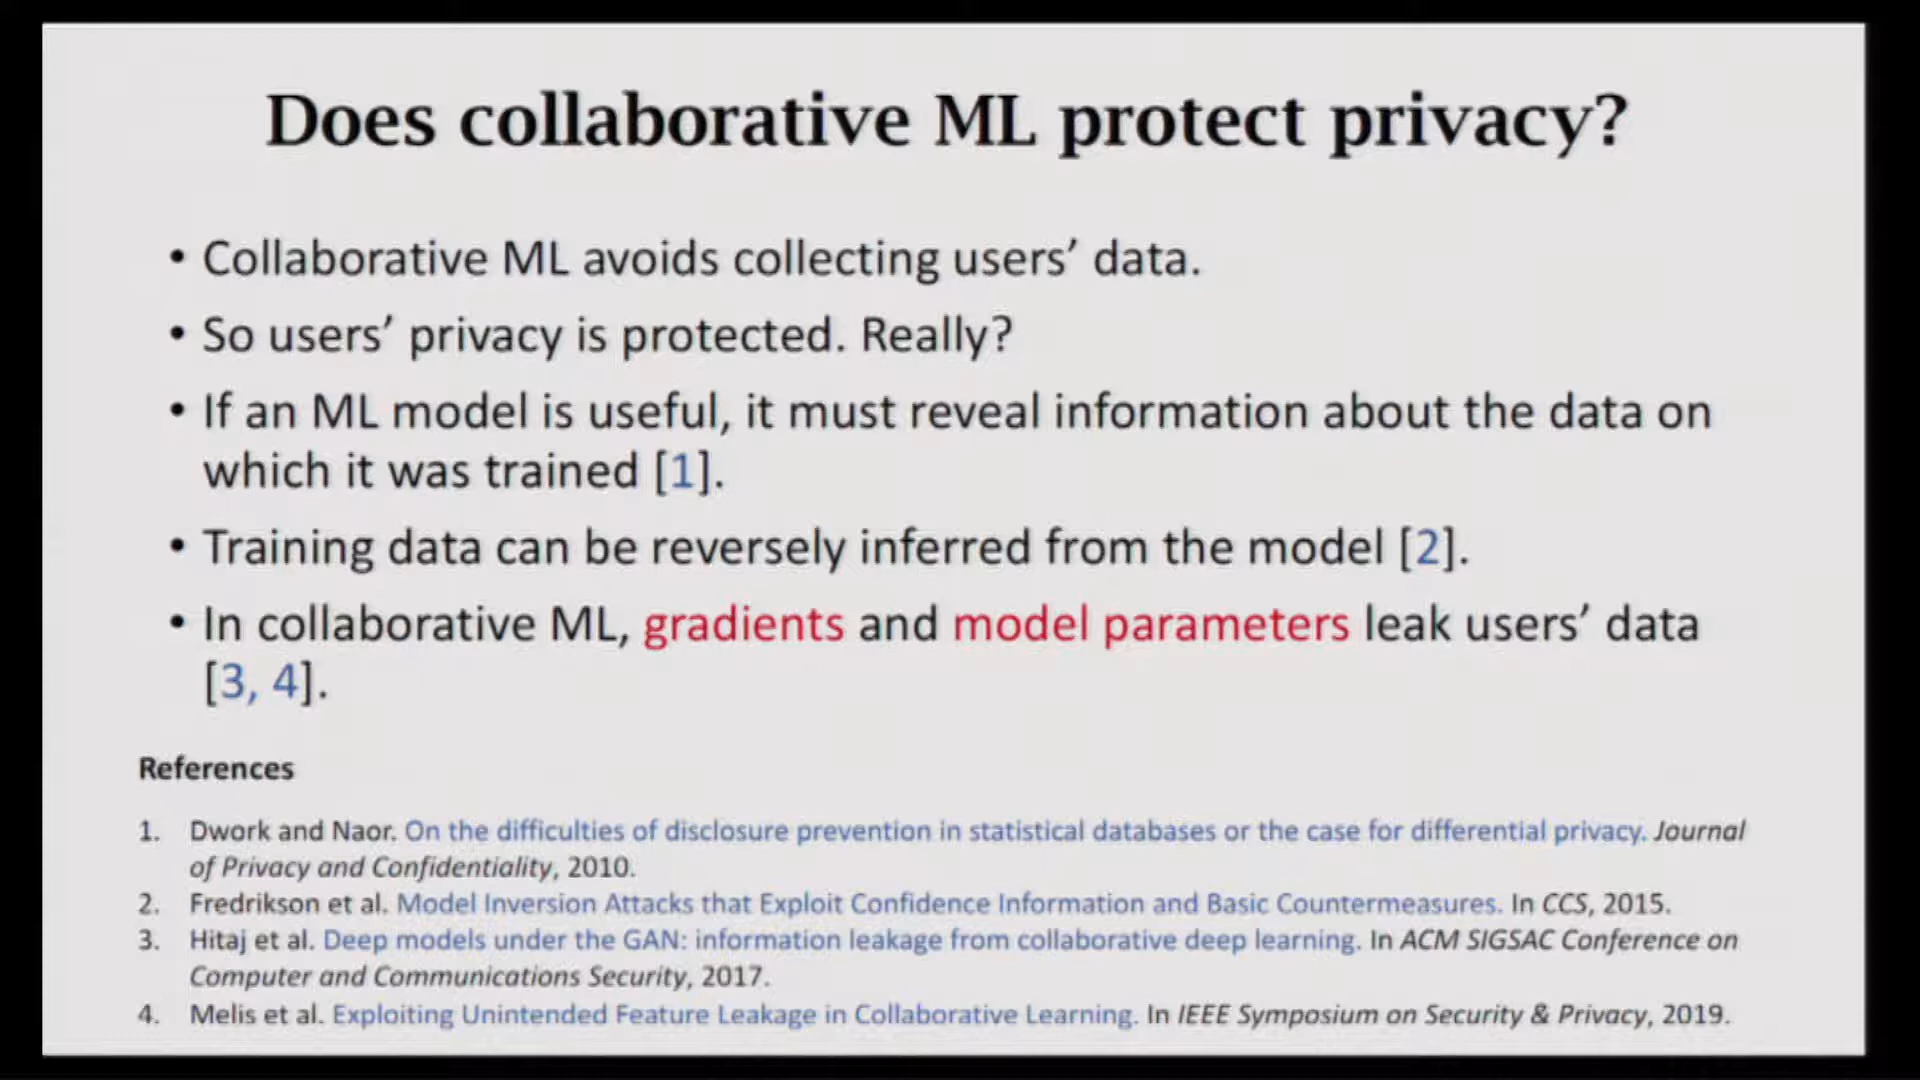 Does collaborative ML protect privacy?
• Collaborative ML avoids collecting users’ data.
• So users’ privacy is protected. Really?
• If an ML model is useful, it must reveal information about the data on
which it was trained [1].
• Training data can be reversely inferred from the model [2].
• In collaborative ML, gradients and model parameters leak users’ data
[3, 4].
References
1. Dwork and Naor. On the difficulties of disclosure prevention in statistical databases or the case for differential privacy. Journal
of Privacy and Confidentiality, 2010.
2. Fredrikson et al. Model Inversion Attacks that Exploit Confidence Information and Basic Countermeasures. In CCS, 2015.
3. Hitaj et al. Deep models under the GAN: information leakage from collaborative deep learning. In ACM SIGSAC Conference on
Computer and Communications Security, 2017.
4. Melis et al. Exploiting Unintended Feature Leakage in Collaborative Learning. In IEEE Symposium on Security & Privacy, 2019.